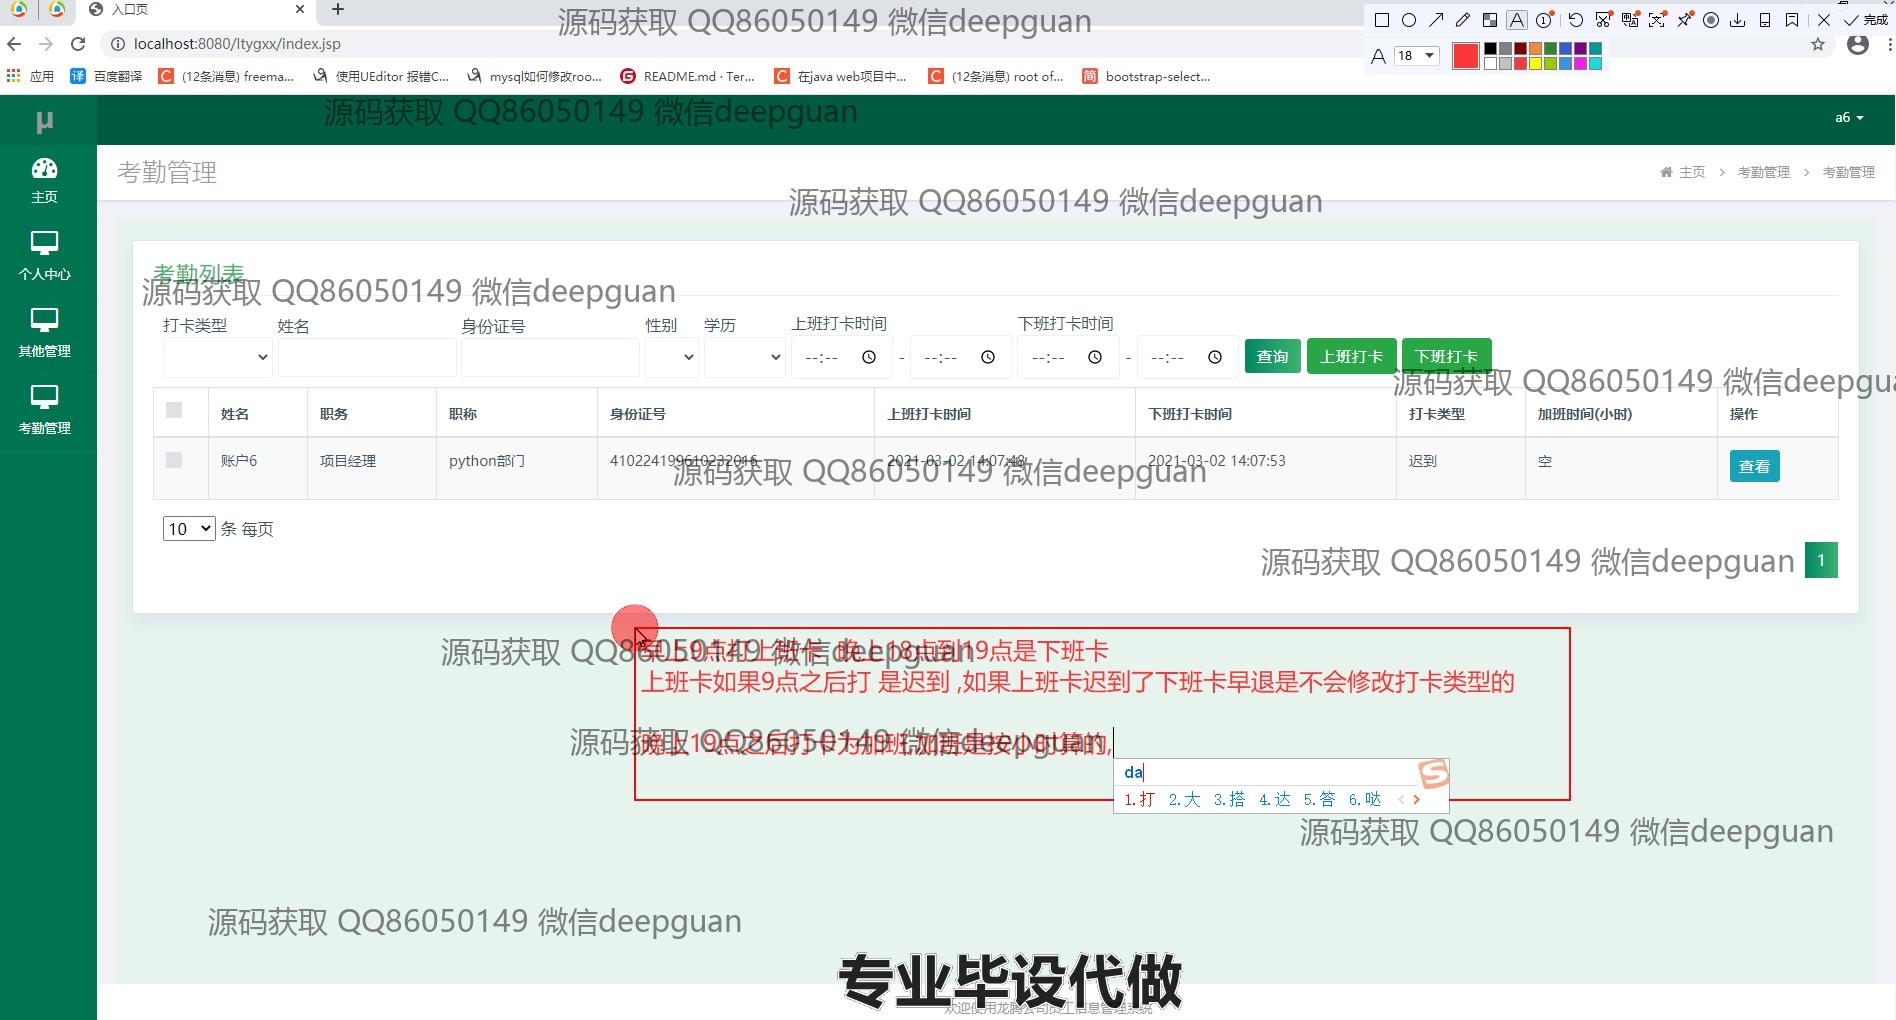 入口页
源码获取 QQ86050149 微信deepguan
18
完成
localhost:8080/ltygxx/index.jsp
应用
百度翻译
(12条消息) freema...
使用UEditor 报错C...
mysql如何修改roo...
README.md · Ter...
在java web项目中...
(12条消息) root of...
bootstrap-select...
源码获取 QQ86050149 微信deepguan
μ
a6
主页
个人中心
其他管理
考勤管理
考勤管理
主页 > 考勤管理 > 考勤管理
源码获取 QQ86050149 微信deepguan
考勤列表
源码获取 QQ86050149 微信deepguan
打卡类型 姓名 身份证号 性别 学历 上班打卡时间 下班打卡时间
--:-- - --:-- --:-- - --:-- 查询 上班打卡 下班打卡
源码获取 QQ86050149 微信deepgua
姓名 职务 职称 身份证号 上班打卡时间 下班打卡时间 打卡类型 加班时间(小时) 操作
账户6 项目经理 python部门 410224199610232016 2021-03-02 14:07:48 2021-03-02 14:07:53 迟到 空 查看
源码获取 QQ86050149 微信deepguan
10 条 每页
源码获取 QQ86050149 微信deepguan
1
早上9点打上班卡 晚上18点到19点是下班卡
源码获取 QQ86050149 微信deepguan
上班卡如果9点之后打 是迟到 ,如果上班卡迟到了下班卡早退是不会修改打卡类型的
晚上19点之后打卡为加班,加班是按小时算的,
源码获取 QQ86050149 微信deepguan
da
1.打 2.大 3.搭 4.达 5.答 6.哒
源码获取 QQ86050149 微信deepguan
源码获取 QQ86050149 微信deepguan
专业毕设代做
欢迎使用龙腾公司员工信息管理系统